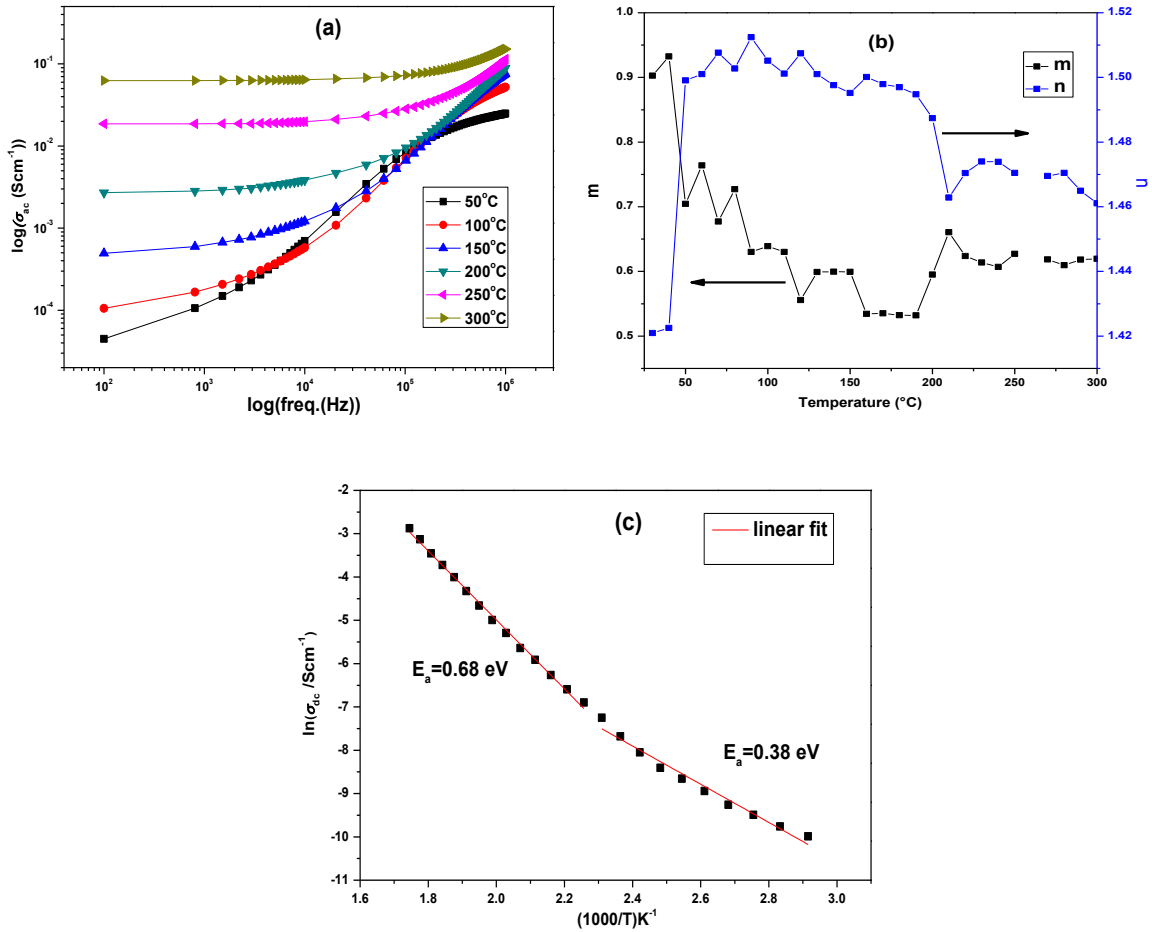 (a)
10⁻¹
10⁻²
10⁻³
10⁻⁴
10² 10³ 10⁴ 10⁵ 10⁶
log(σac (Scm⁻¹))
log(freq.(Hz))
50°C
100°C
150°C
200°C
250°C
300°C
(b)
1.0
0.9
0.8
0.7
0.6
0.5
m
50 100 150 200 250 300
Temperature (°C)
m
n
1.52
1.50
1.48
1.46
1.44
1.42
n
(c)
-2
-3
-4
-5
-6
-7
-8
-9
-10
-11
ln(σdc /Scm⁻¹)
linear fit
Ea=0.68 eV
Ea=0.38 eV
1.6 1.8 2.0 2.2 2.4 2.6 2.8 3.0
(1000/T)K⁻¹